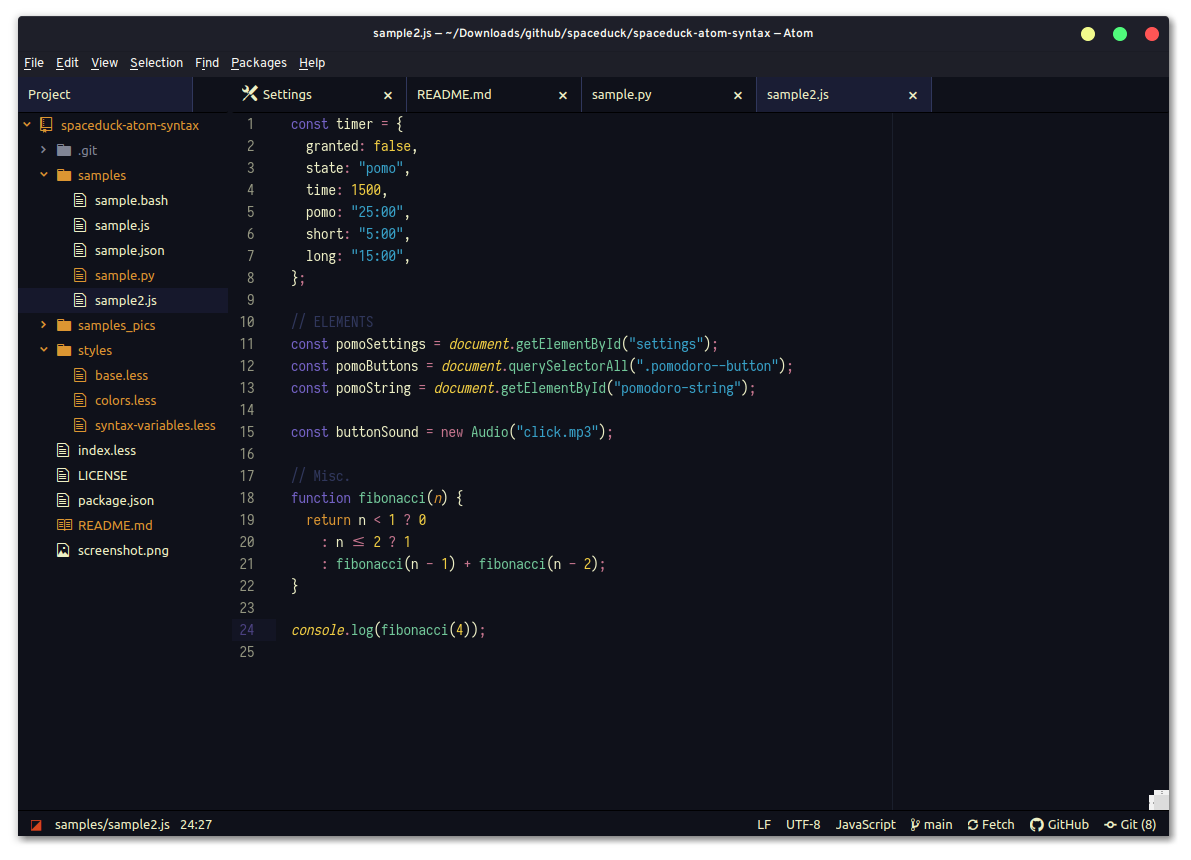 sample2.js — ~/Downloads/github/spaceduck/spaceduck-atom-syntax — Atom
File Edit View Selection Find Packages Help
Project
Settings
README.md
sample.py
sample2.js
spaceduck-atom-syntax
.git
samples
sample.bash
sample.js
sample.json
sample.py
sample2.js
samples_pics
styles
base.less
colors.less
syntax-variables.less
index.less
LICENSE
package.json
README.md
screenshot.png
1 const timer = {
2   granted: false,
3   state: "pomo",
4   time: 1500,
5   pomo: "25:00",
6   short: "5:00",
7   long: "15:00",
8 };
9
10 // ELEMENTS
11 const pomoSettings = document.getElementById("settings");
12 const pomoButtons = document.querySelectorAll(".pomodoro--button");
13 const pomoString = document.getElementById("pomodoro-string");
14
15 const buttonSound = new Audio("click.mp3");
16
17 // Misc.
18 function fibonacci(n) {
19   return n < 1 ? 0
20     : n ≤ 2 ? 1
21     : fibonacci(n - 1) + fibonacci(n - 2);
22 }
23
24 console.log(fibonacci(4));
25
samples/sample2.js 24:27 LF UTF-8 JavaScript main Fetch GitHub Git (8)